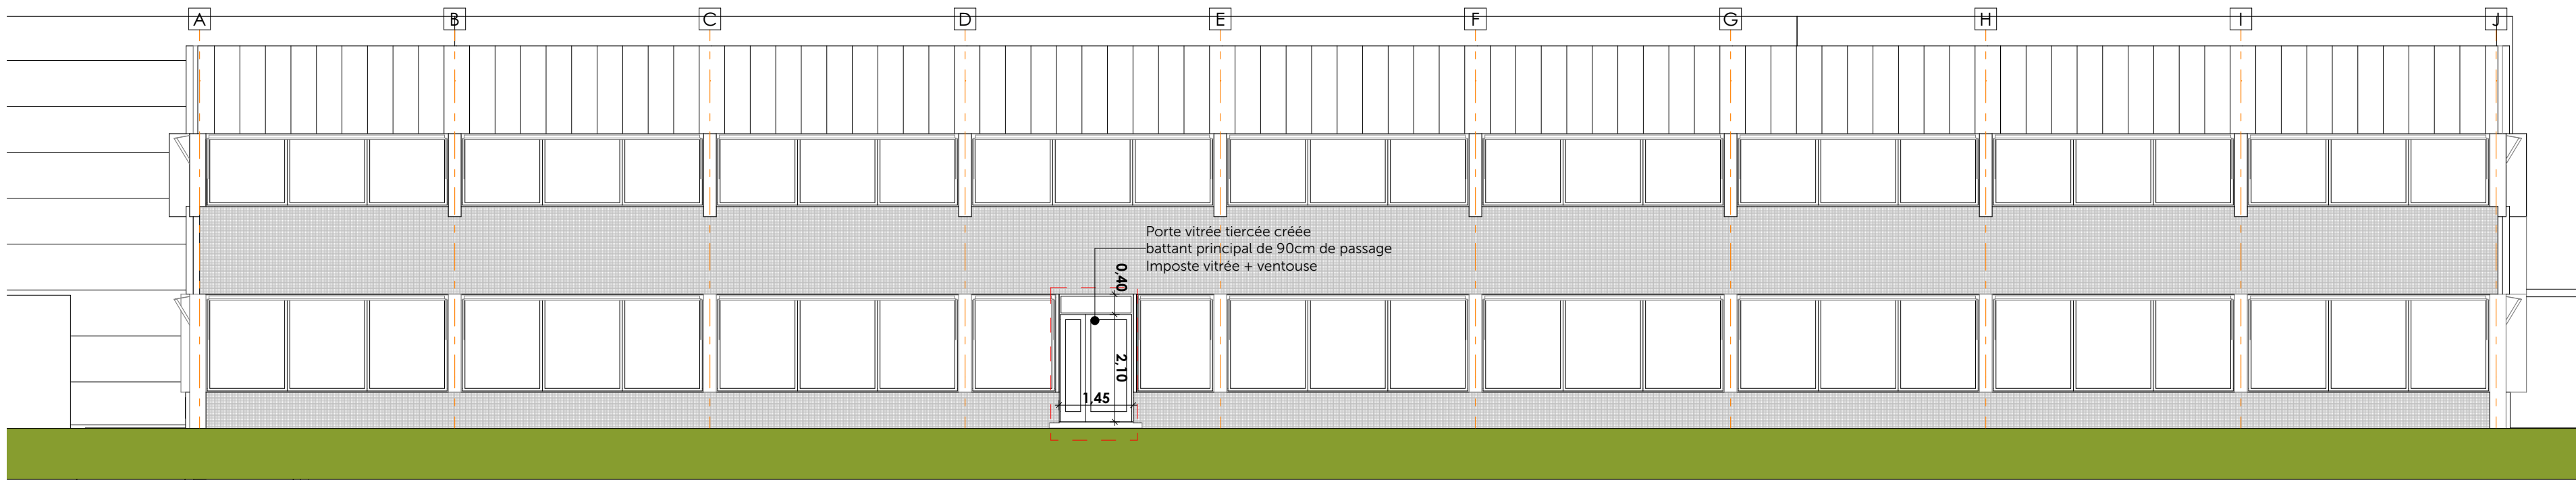 A B C D E F G H I J
Porte vitrée tiercée créée
battant principal de 90cm de passage
Imposte vitrée + ventouse
0,40
2,10
1,45